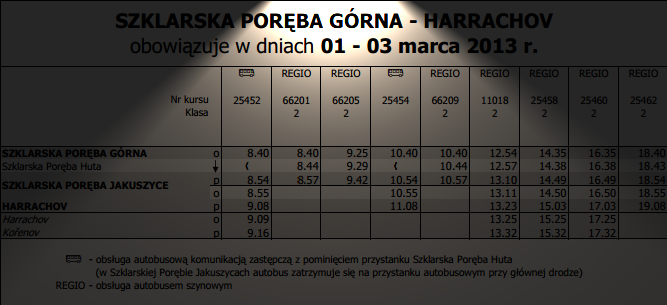 SZKLARSKA PORĘBA GÓRNA - HARRACHOV
obowiązuje w dniach 01 - 03 marca 2013 r.
REGIO REGIO REGIO REGIO REGIO REGIO REGIO
Nr kursu 25452 66201 66205 25454 66209 11018 25458 25460 25462
Klasa 2 2 2 2 2 2 2
SZKLARSKA PORĘBA GÓRNA o 8.40 8.40 9.25 10.40 10.40 12.54 14.35 16.35 18.40
Szklarska Poręba Huta 8.44 9.29 10.44 12.57 14.38 16.38 18.43
SZKLARSKA PORĘBA JAKUSZYCE p 8.54 8.57 9.42 10.54 10.57 13.10 14.49 16.49 18.54
o 8.55 10.55 13.11 14.50 16.50 18.55
HARRACHOV p 9.08 11.08 13.23 15.03 17.03 19.08
Harrachov o 9.09 13.25 15.25 17.25
Kořenov p 9.16 13.32 15.32 17.32
- obsługa autobusową komunikacją zastępczą z pominięciem przystanku Szklarska Poręba Huta
(w Szklarskiej Porębie Jakuszycach autobus zatrzymuje się na przystanku autobusowym przy głównej drodze)
REGIO - obsługa autobusem szynowym